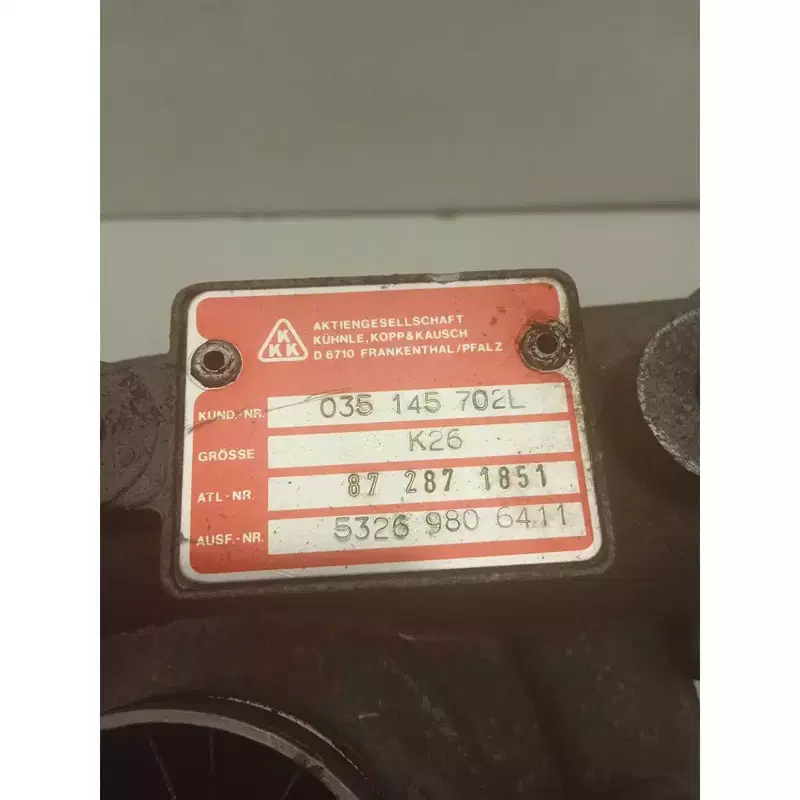 K
KK
AKTIENGESELLSCHAFT
KÜHNLE, KOPP & KAUSCH
D 6710 FRANKENTHAL/PFALZ
KUND.-NR. 035 145 702L
GRÖSSE K26
ATL-NR. 87 287 1851
AUSF.-NR. 5326 980 6411